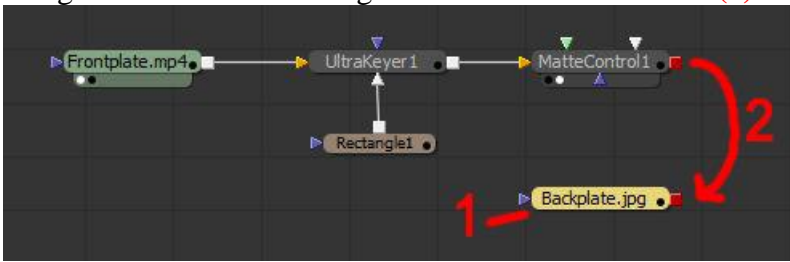 Frontplate.mp4 UltraKeyer1 MatteControl1
2
Rectangle1
Backplate.jpg
1